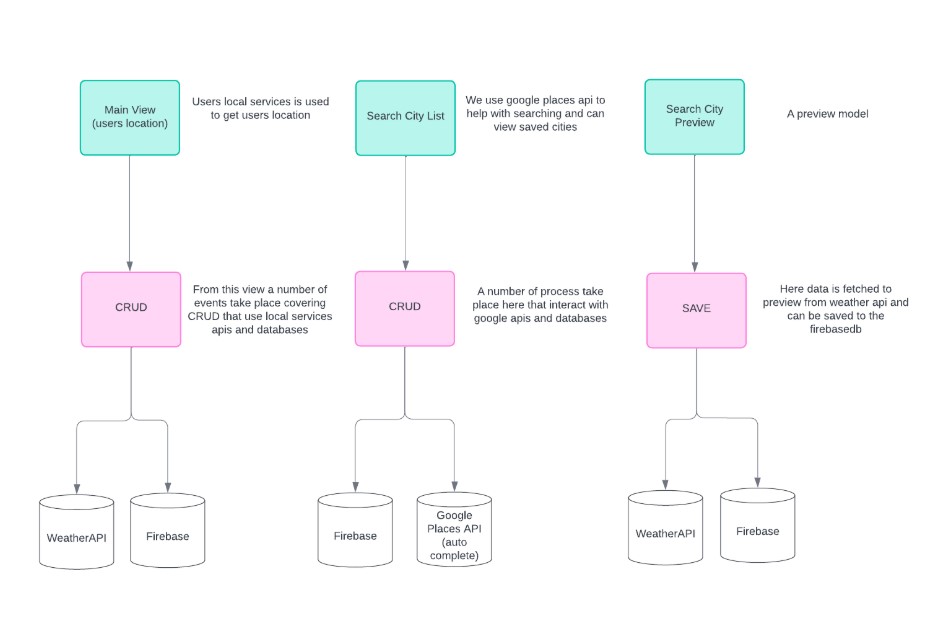 Main View
(users location)
Users local services is used
to get users location
Search City List
We use google places api to
help with searching and can
view saved cities
Search City
Preview
A preview model
CRUD
From this view a number of
events take place covering
CRUD that use local services
apis and databases
CRUD
A number of process take
place here that interact with
google apis and databases
SAVE
Here data is fetched to
preview from weather api and
can be saved to the
firebasedb
WeatherAPI
Firebase
Firebase
Google
Places API
(auto
complete)
WeatherAPI
Firebase